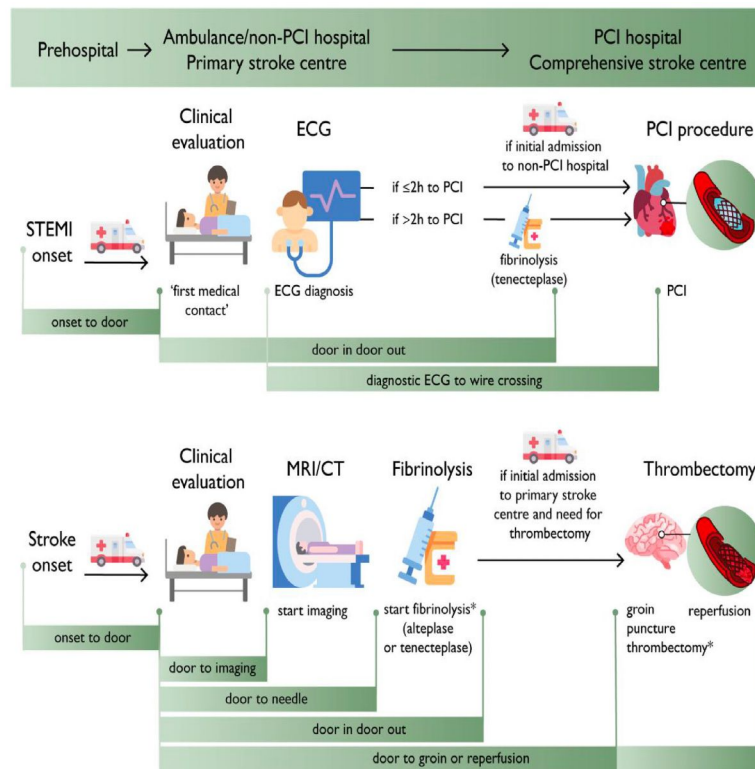 Prehospital
Ambulance/non-PCI hospital
Primary stroke centre
PCI hospital
Comprehensive stroke centre
Clinical
evaluation
ECG
if initial admission
to non-PCI hospital
PCI procedure
if ≤2h to PCI
if >2h to PCI
STEMI
onset
fibrinolysis
(tenecteplase)
'first medical
contact'
ECG diagnosis
PCI
onset to door
door in door out
diagnostic ECG to wire crossing
Clinical
evaluation
MRI/CT
Fibrinolysis
if initial admission
to primary stroke
centre and need for
thrombectomy
Thrombectomy
Stroke
onset
start imaging
start fibrinolysis*
(alteplase
or tenecteplase)
groin
puncture
thrombectomy*
reperfusion
onset to door
door to imaging
door to needle
door in door out
door to groin or reperfusion